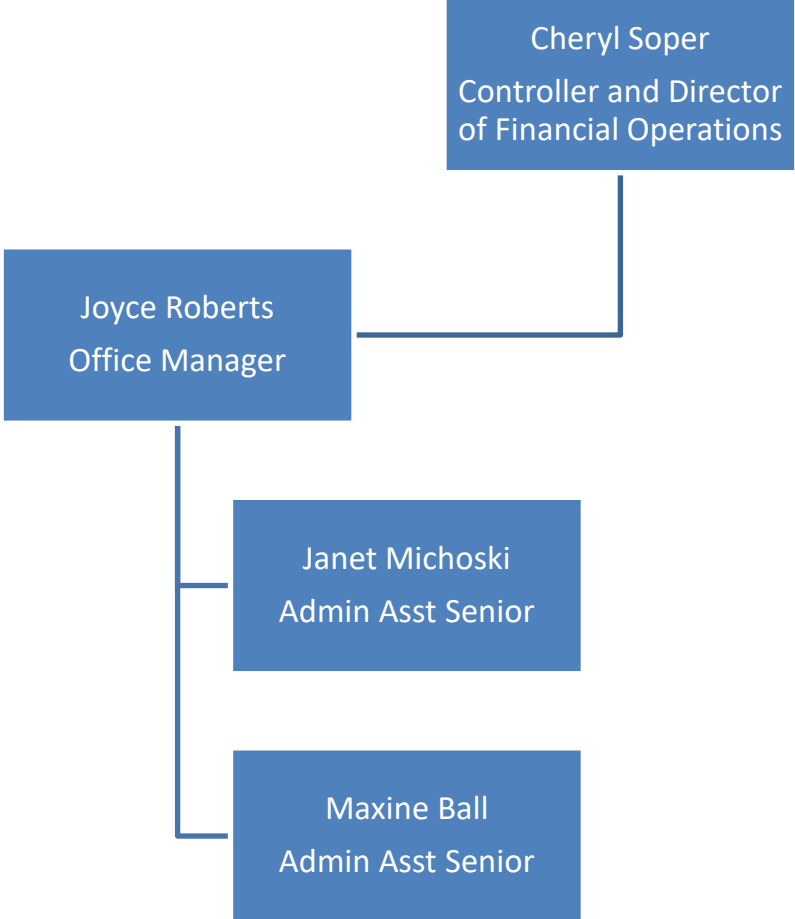 Cheryl Soper
Controller and Director
of Financial Operations
Joyce Roberts
Office Manager
Janet Michoski
Admin Asst Senior
Maxine Ball
Admin Asst Senior